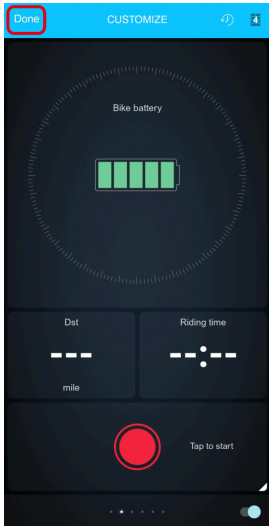 Done CUSTOMIZE 4
Bike battery
Dst Riding time
--- --:--
mile
Tap to start